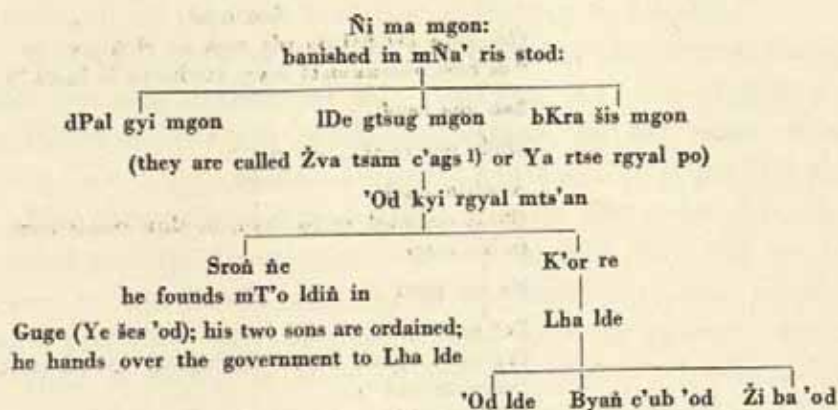 Ñi ma mgon:
banished in mṄa' ris stod:
dPal gyi mgon lDe gtsug mgon bKra šis mgon
(they are called Žva tsam c'ags ¹) or Ya rtse rgyal po)
'Od kyi rgyal mts'an
Sroṅ ṅe K'or re
he founds mT'o ldiṅ in
Guge (Ye šes 'od); his two sons are ordained; Lha lde
he hands over the government to Lha lde
'Od lde Byaṅ c'ub 'od Ži ba 'od